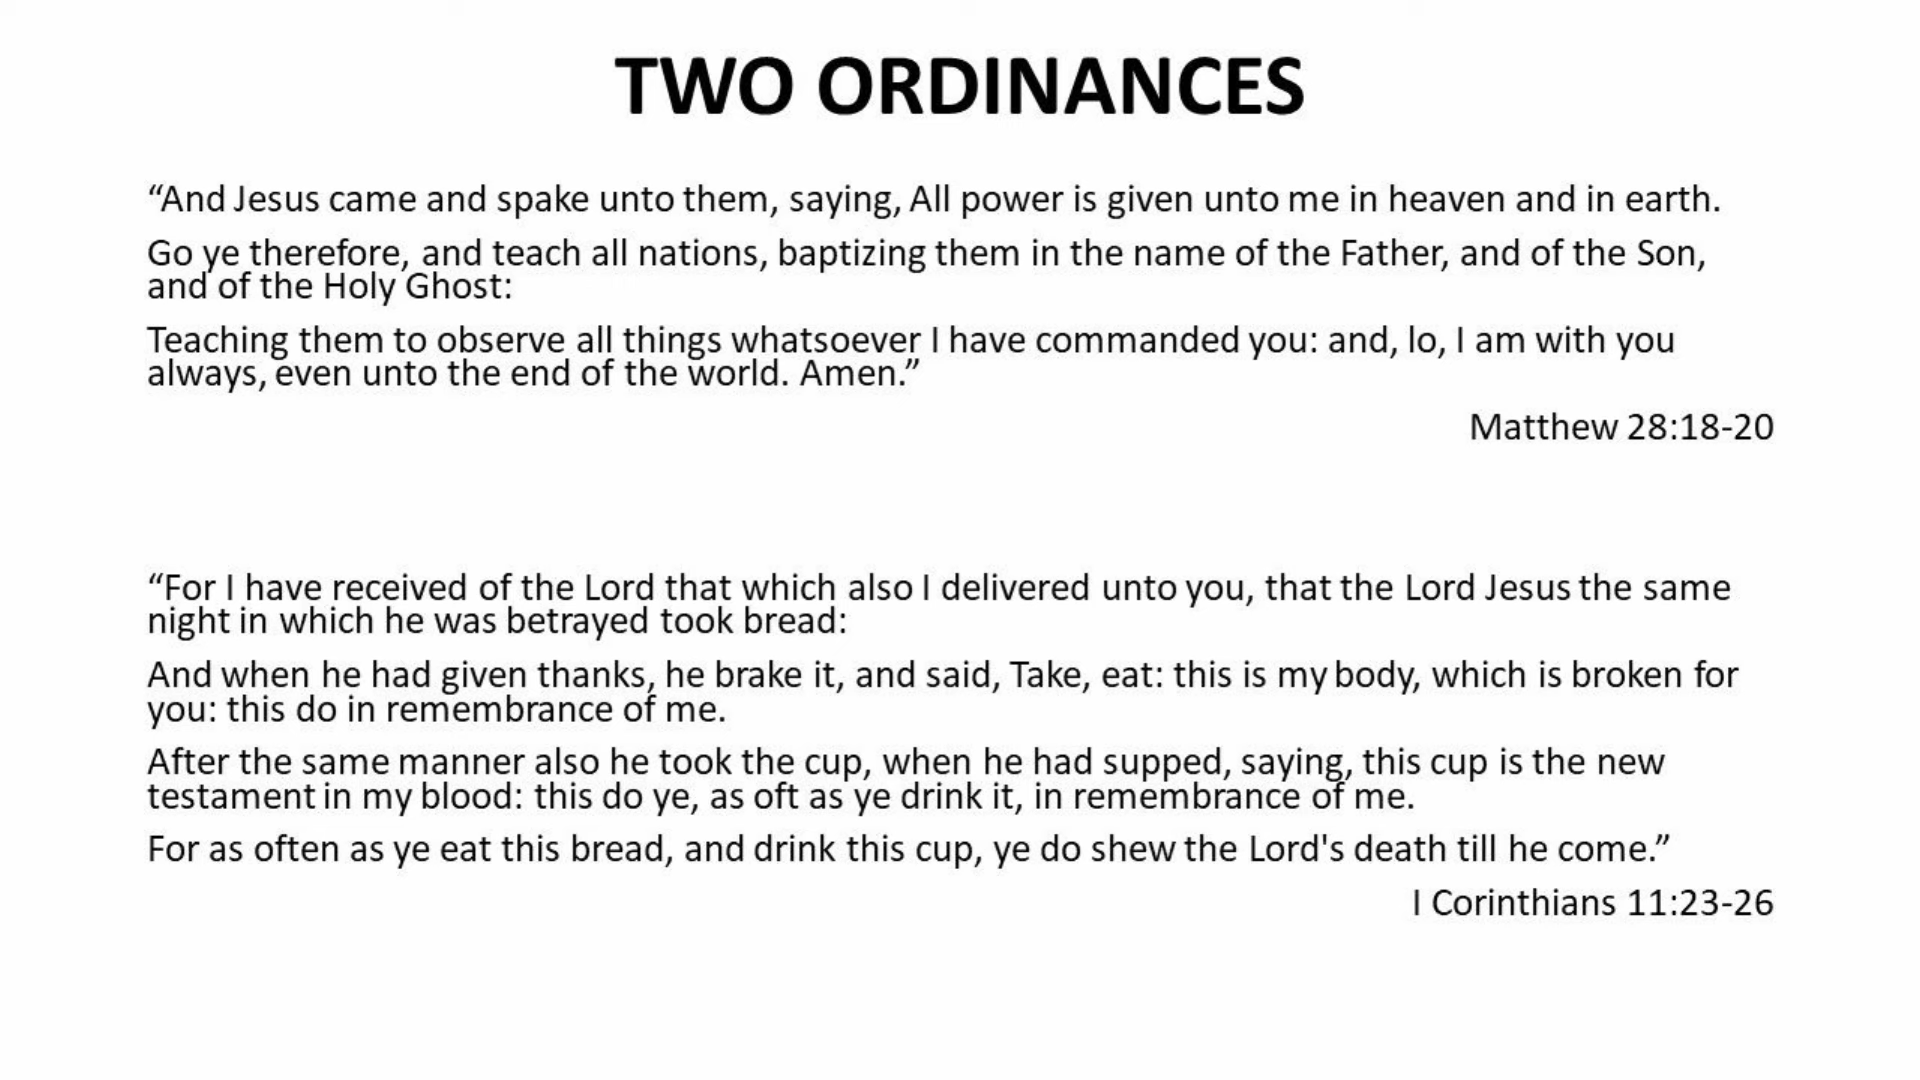 TWO ORDINANCES
“And Jesus came and spake unto them, saying, All power is given unto me in heaven and in earth.
Go ye therefore, and teach all nations, baptizing them in the name of the Father, and of the Son,
and of the Holy Ghost:
Teaching them to observe all things whatsoever I have commanded you: and, lo, I am with you
always, even unto the end of the world. Amen.”
Matthew 28:18-20
“For I have received of the Lord that which also I delivered unto you, that the Lord Jesus the same
night in which he was betrayed took bread:
And when he had given thanks, he brake it, and said, Take, eat: this is my body, which is broken for
you: this do in remembrance of me.
After the same manner also he took the cup, when he had supped, saying, this cup is the new
testament in my blood: this do ye, as oft as ye drink it, in remembrance of me.
For as often as ye eat this bread, and drink this cup, ye do shew the Lord's death till he come.”
I Corinthians 11:23-26